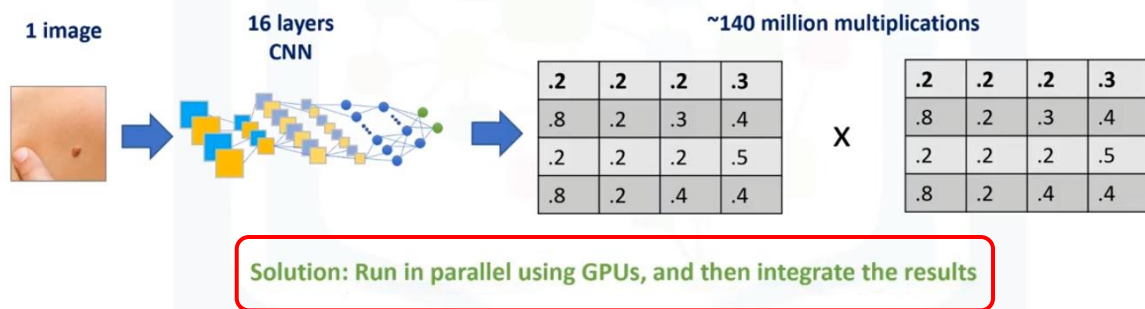 1 image
16 layers
CNN
~140 million multiplications
.2 .2 .2 .3
.8 .2 .3 .4
.2 .2 .2 .5
.8 .2 .4 .4
X
.2 .2 .2 .3
.8 .2 .3 .4
.2 .2 .2 .5
.8 .2 .4 .4
Solution: Run in parallel using GPUs, and then integrate the results